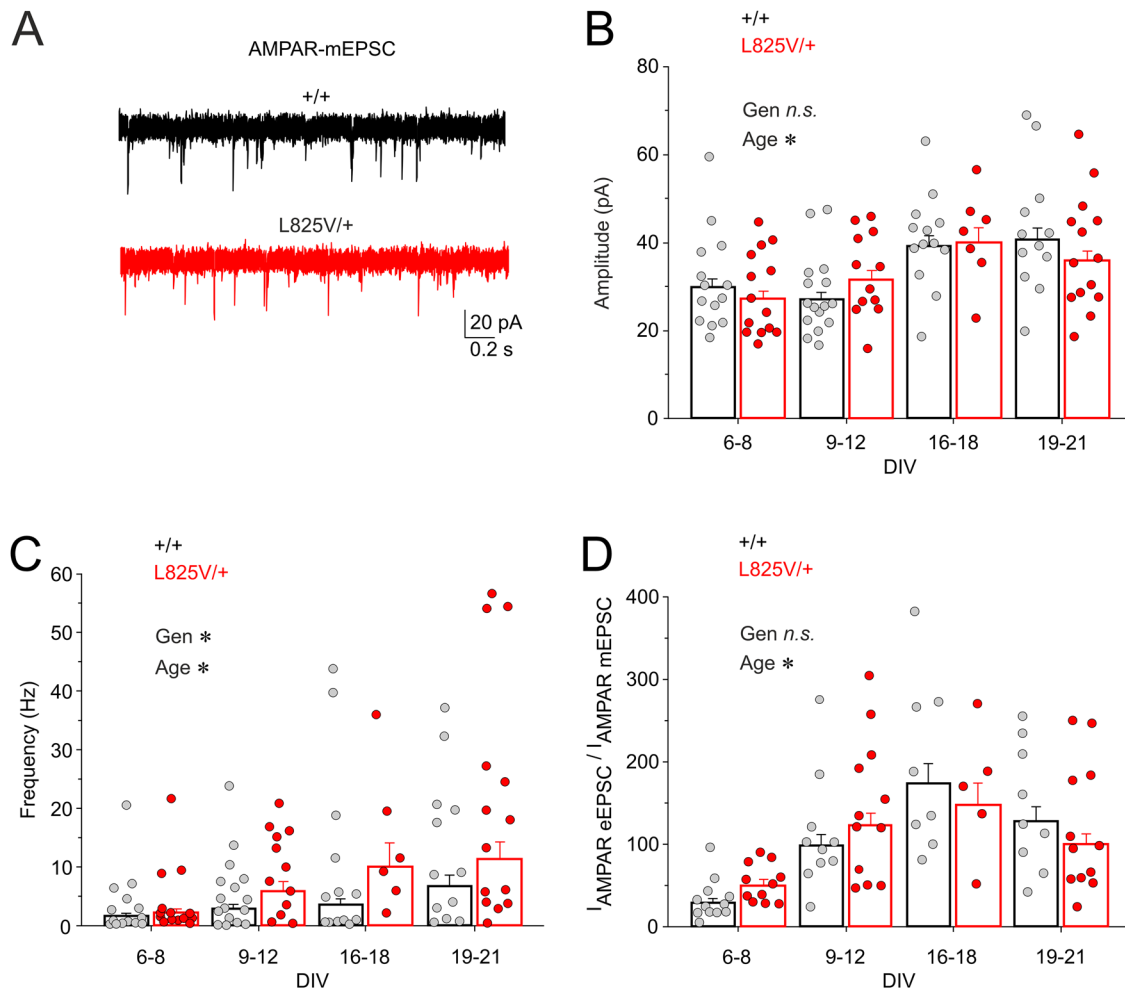 A
AMPAR-mEPSC
+/+
L825V/+
20 pA
0.2 s
B
+/+
L825V/+
Gen n.s.
Age *
Amplitude (pA)
80
60
40
20
0
6-8 9-12 16-18 19-21
DIV
C
+/+
L825V/+
Gen *
Age *
Frequency (Hz)
60
50
40
30
20
10
0
6-8 9-12 16-18 19-21
DIV
D
+/+
L825V/+
Gen n.s.
Age *
I AMPAR eEPSC / I AMPAR mEPSC
400
300
200
100
0
6-8 9-12 16-18 19-21
DIV